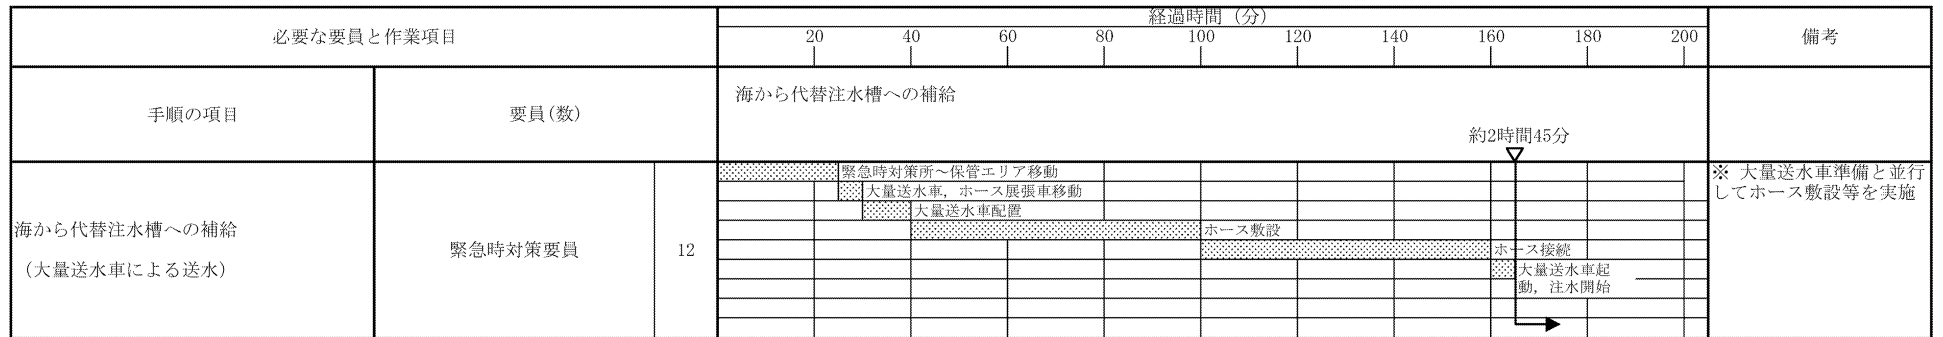 必要な要員と作業項目
経過時間（分）
20 40 60 80 100 120 140 160 180 200
備考
手順の項目
要員(数)
海から代替注水槽への補給
約2時間45分
海から代替注水槽への補給
（大量送水車による送水）
緊急時対策要員
12
緊急時対策所～保管エリア移動
大量送水車，ホース展張車移動
大量送水車配置
ホース敷設
ホース接続
大量送水車起
動，注水開始
※ 大量送水車準備と並行
してホース敷設等を実施